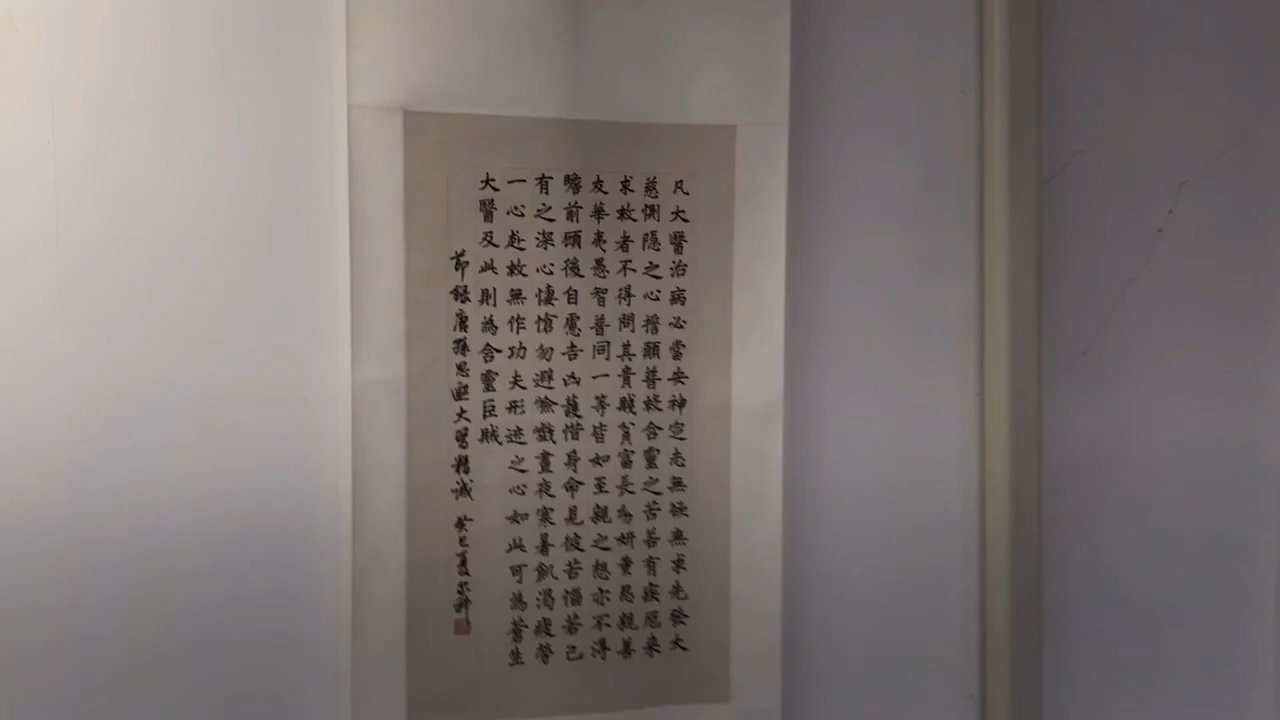 凡大醫治病必當安神定志無欲無求先發大
慈惻隱之心誓願普救含靈之苦若有疾厄来
求救者不得問其貴賤貧富長幼妍蚩怨親善
友華夷愚智普同一等皆如至親之想亦不得
瞻前顧後自慮吉凶護惜身命見彼苦惱若己
有之深心悽愴勿避險巇晝夜寒暑飢渴疲勞
一心赴救無作功夫形迹之心如此可為蒼生
大醫反此則為含靈巨賊
節録唐孫思邈大醫精誠 癸巳夏